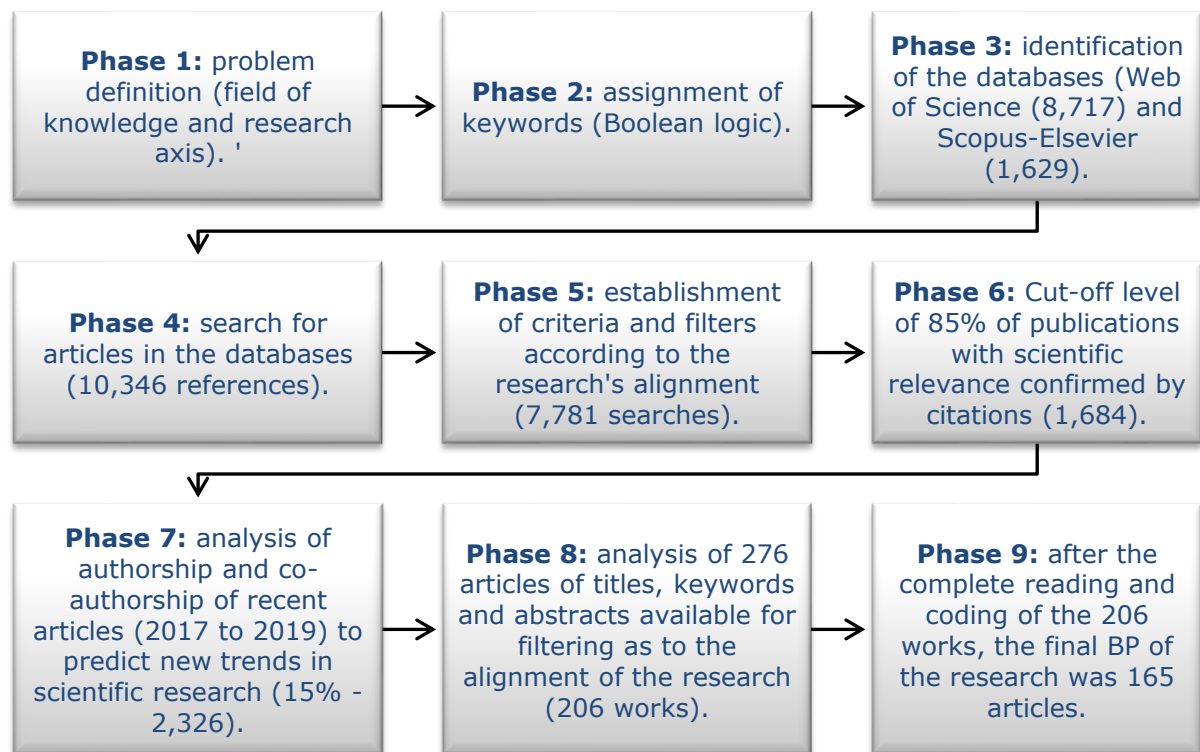 Phase 1: problem
definition (field of
knowledge and research
axis). '
Phase 2: assignment of
keywords (Boolean logic).
Phase 3: identification
of the databases (Web
of Science (8,717) and
Scopus-Elsevier
(1,629).
Phase 4: search for
articles in the databases
(10,346 references).
Phase 5: establishment
of criteria and filters
according to the
research's alignment
(7,781 searches).
Phase 6: Cut-off level
of 85% of publications
with scientific
relevance confirmed by
citations (1,684).
Phase 7: analysis of
authorship and co-
authorship of recent
articles (2017 to 2019) to
predict new trends in
scientific research (15% -
2,326).
Phase 8: analysis of 276
articles of titles, keywords
and abstracts available for
filtering as to the
alignment of the research
(206 works).
Phase 9: after the
complete reading and
coding of the 206
works, the final BP of
the research was 165
articles.